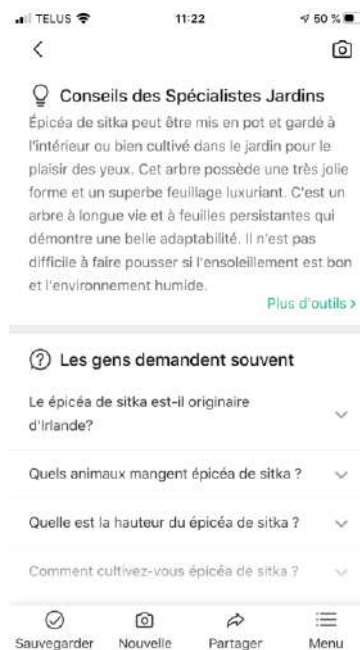 TELUS 11:22 50 %
Conseils des Spécialistes Jardins
Épicéa de sitka peut être mis en pot et gardé à
l'intérieur ou bien cultivé dans le jardin pour le
plaisir des yeux. Cet arbre possède une très jolie
forme et un superbe feuillage luxuriant. C'est un
arbre à longue vie et à feuilles persistantes qui
démontre une belle adaptabilité. Il n'est pas
difficile à faire pousser si l'ensoleillement est bon
et l'environnement humide.
Plus d'outils >
Les gens demandent souvent
Le épicéa de sitka est-il originaire
d'Irlande?
Quels animaux mangent épicéa de sitka ?
Quelle est la hauteur du épicéa de sitka ?
Comment cultivez-vous épicéa de sitka ?
Sauvegarder Nouvelle Partager Menu